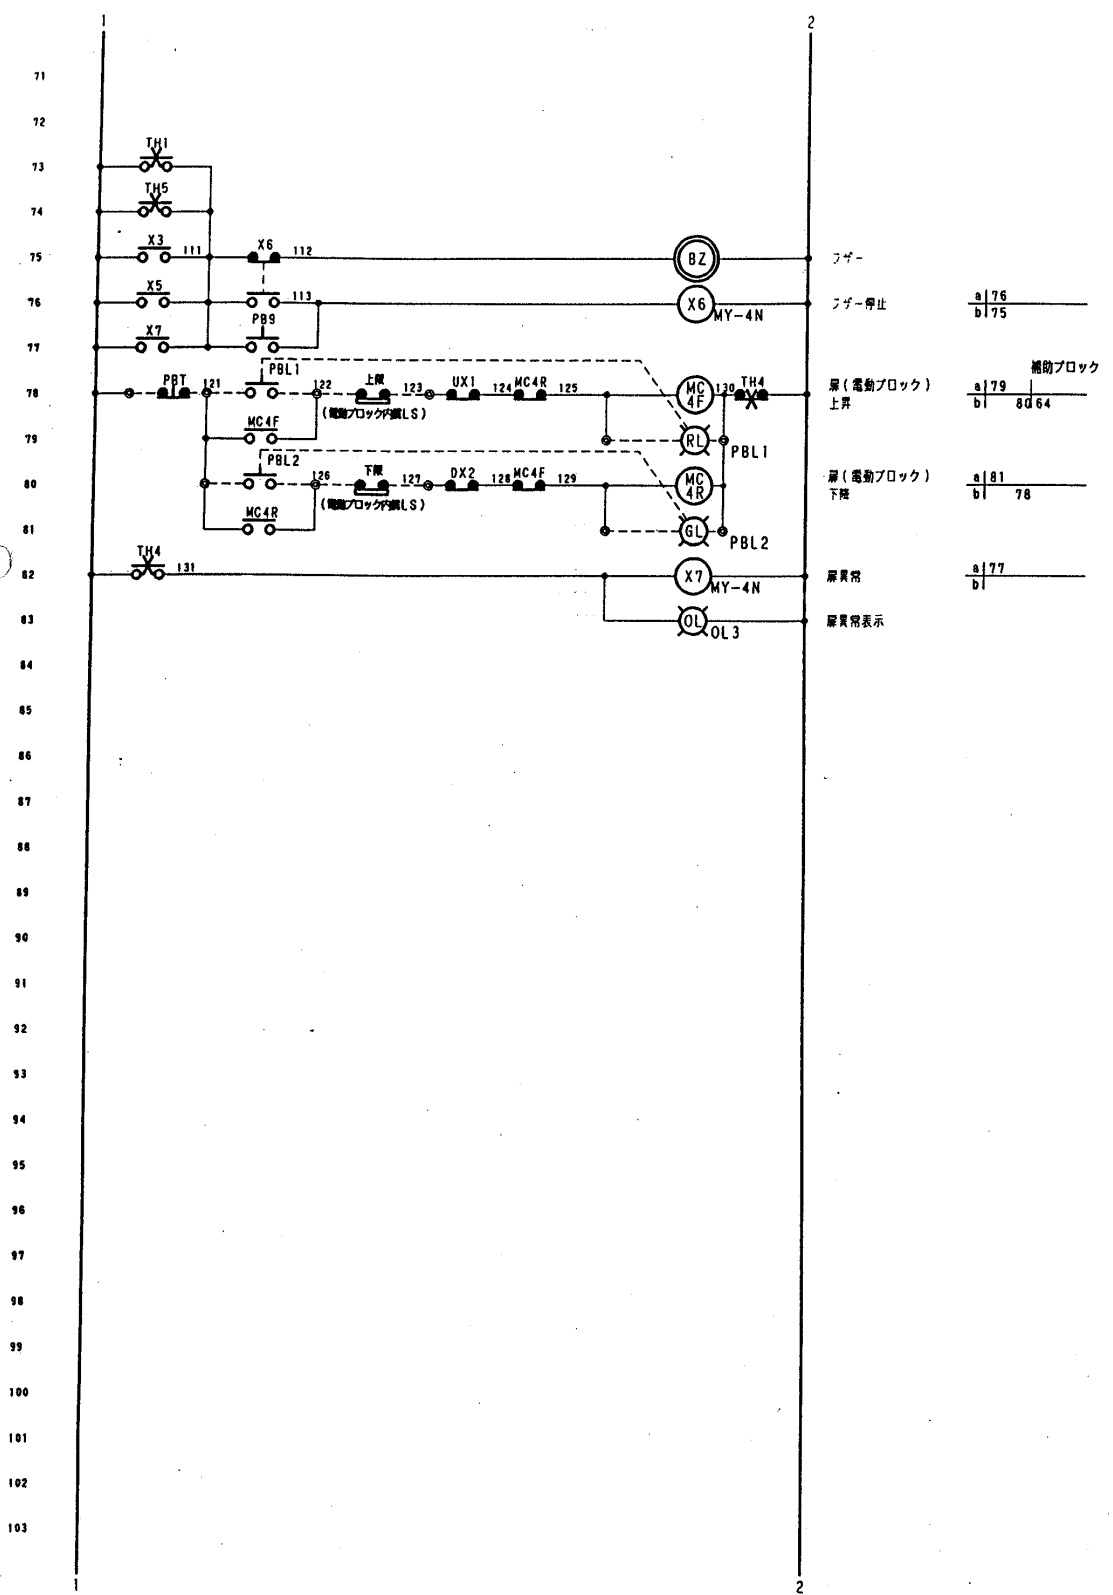 1 2
71
72
TH1
73
TH5
74
X3 111 X6 112
75 BZ ブザー
X5 113
76 X6 MY-4N ブザー停止 a 76
b 75
X7 PB9
77
補助ブロック
PBL1
PBT 121 122 上限 123 UX1 124 MC4R 125 130 TH4
78 MC 4F 扉(電動ブロック) a 79
上昇 b 80 64
(電動ブロック内蔵LS)
MC4F
79 RL PBL1
PBL2
126 下限 127 DX2 128 MC4F 129
80 MC 4R 扉(電動ブロック) a 81
下降 b 78
(電動ブロック内蔵LS)
MC4R
81 GL PBL2
TH4 131
82 X7 MY-4N 扉異常 a 77
b
83 OL OL3 扉異常表示
84
85
86
87
88
89
90
91
92
93
94
95
96
97
98
99
100
101
102
103
1 2